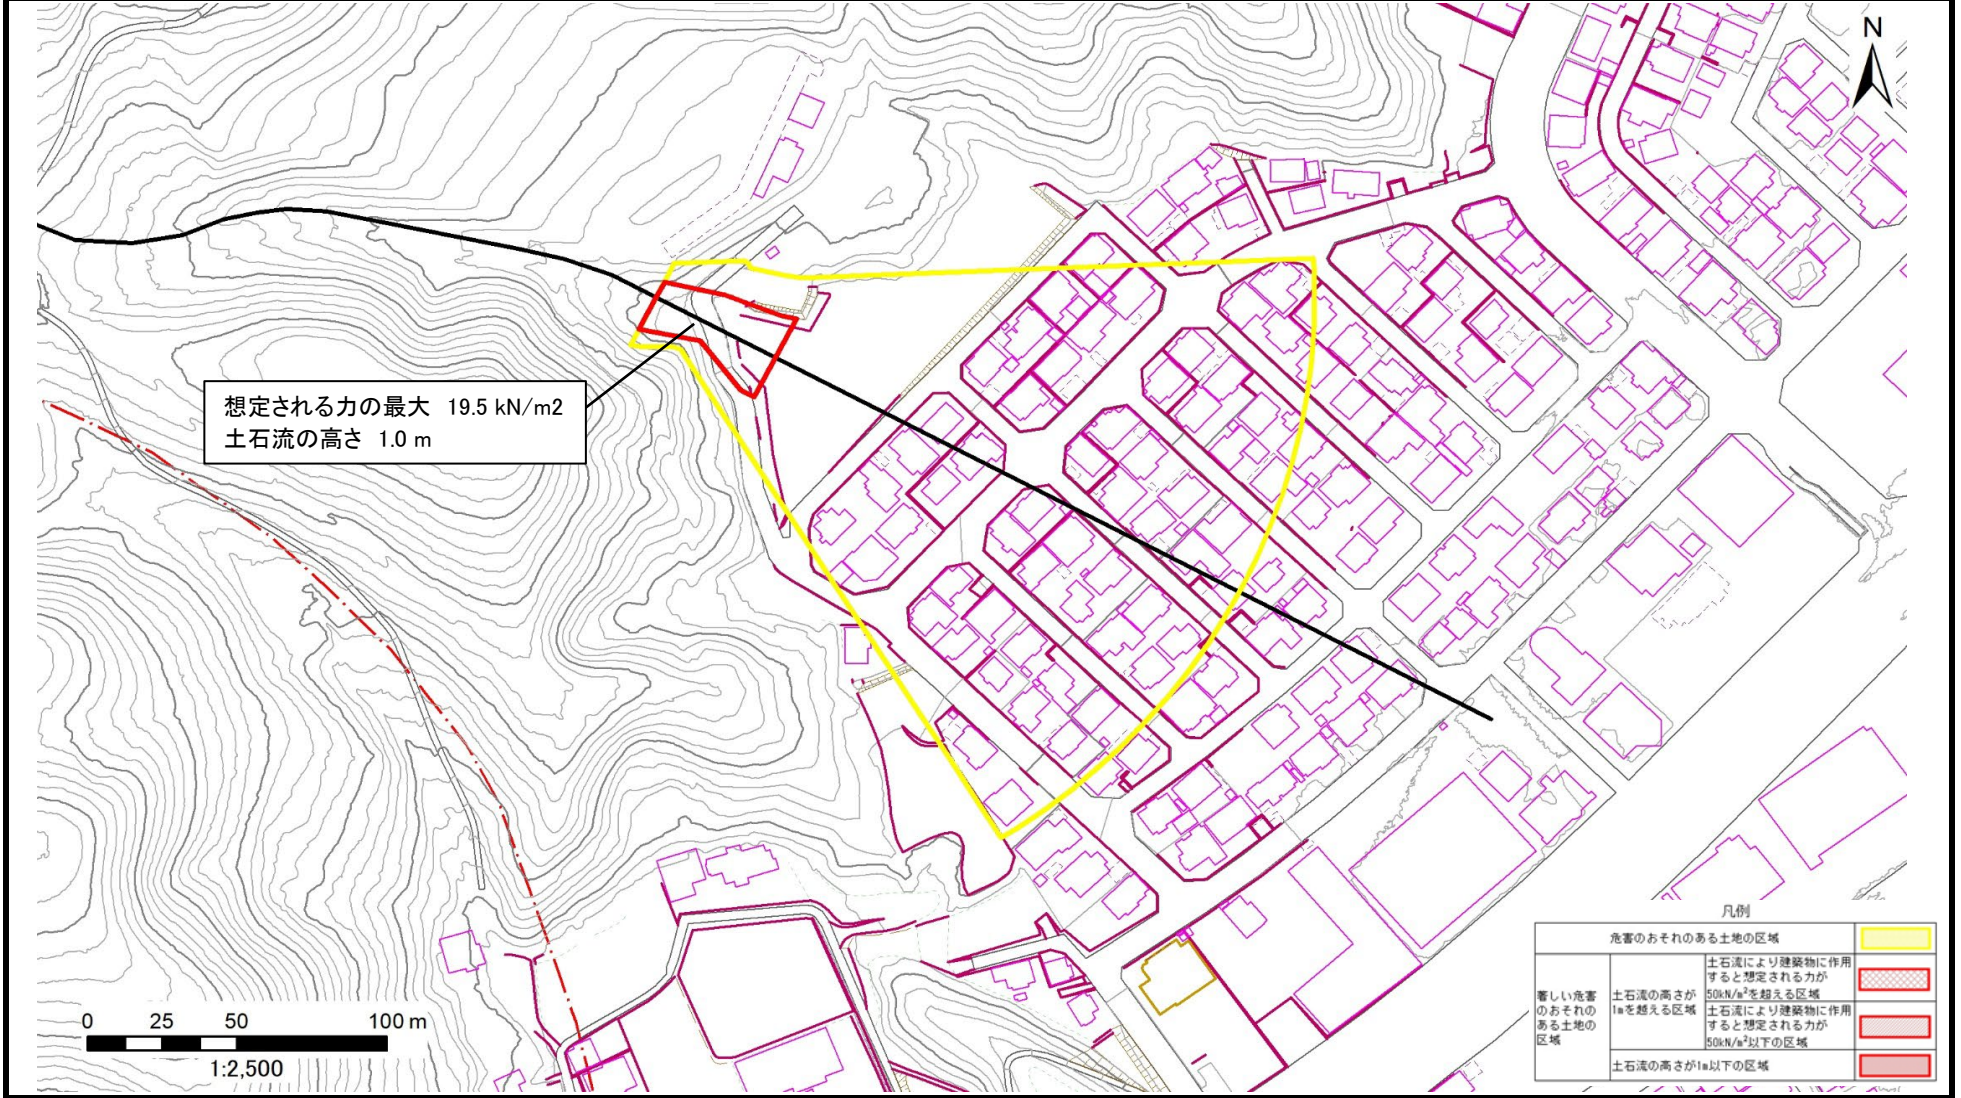 N
想定される力の最大 19.5 kN/m2
土石流の高さ 1.0 m
0 25 50 100 m
1:2,500
凡例
危害のおそれのある土地の区域
著しい危害
のおそれの
ある土地の
区域
土石流の高さが
1mを超える区域
土石流により建築物に作用
すると想定される力が
50kN/m²を超える区域
土石流により建築物に作用
すると想定される力が
50kN/m²以下の区域
土石流の高さが1m以下の区域